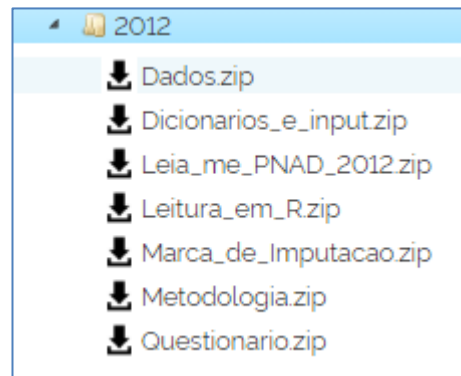 2012
Dados.zip
Dicionarios_e_input.zip
Leia_me_PNAD_2012.zip
Leitura_em_R.zip
Marca_de_Imputacao.zip
Metodologia.zip
Questionario.zip